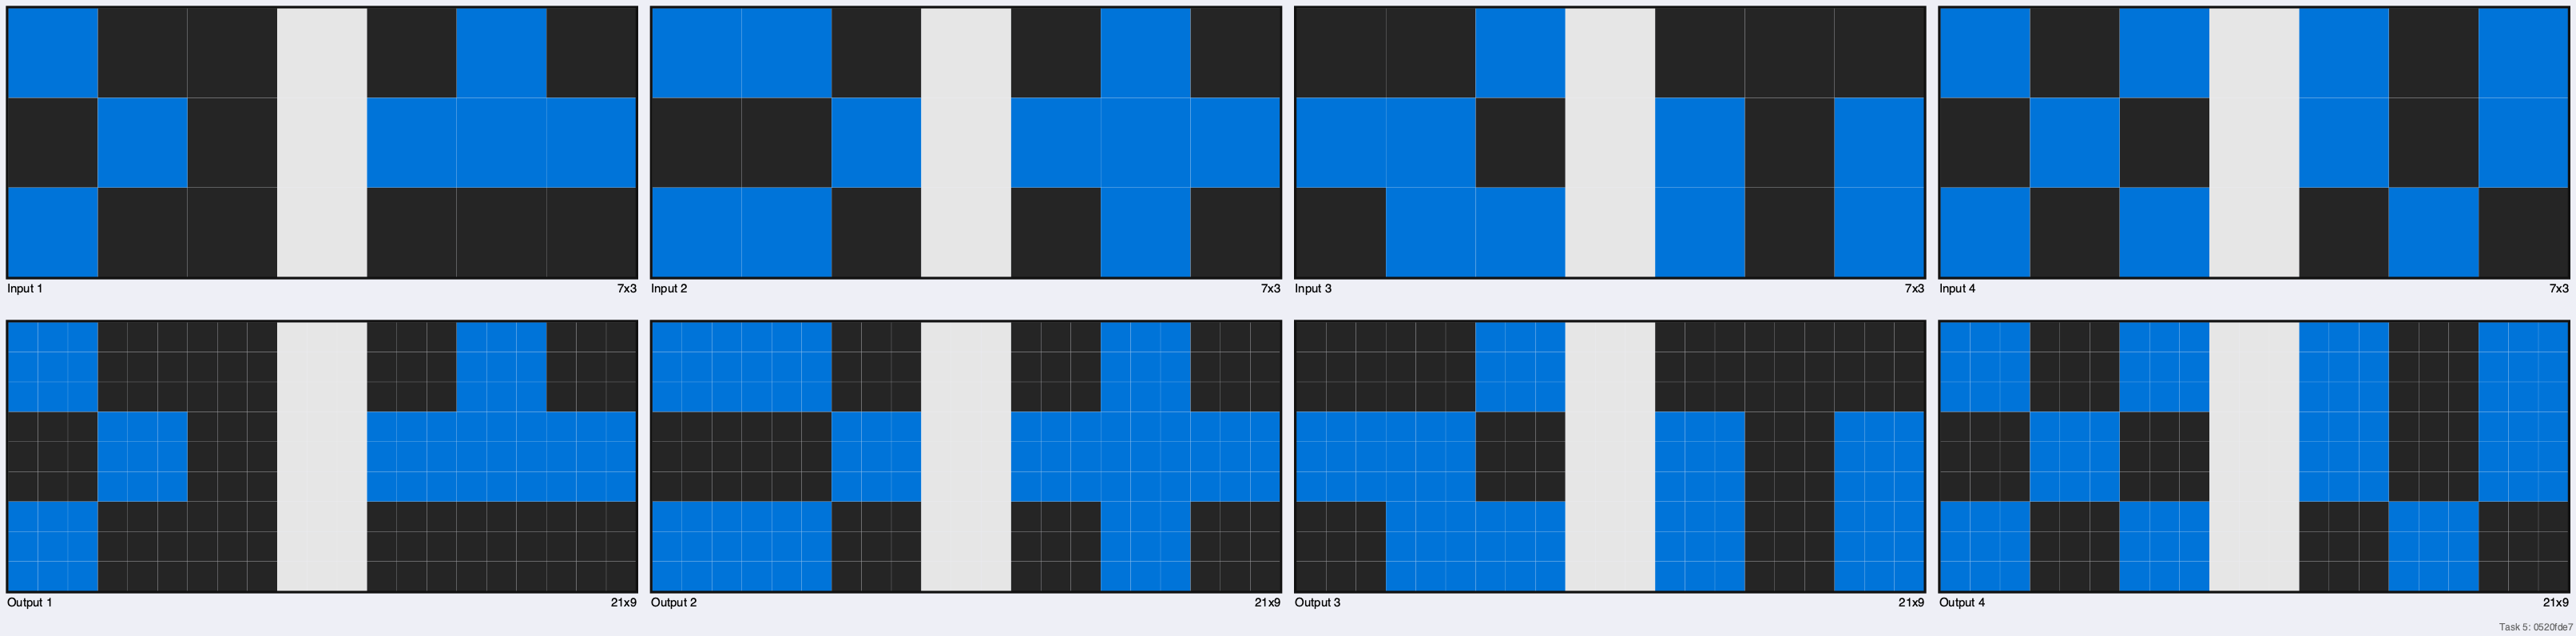 Input 1 7x3 Input 2 7x3 Input 3 7x3 Input 4 7x3
Output 1 21x9 Output 2 21x9 Output 3 21x9 Output 4 21x9
Task 5: 0520fde7